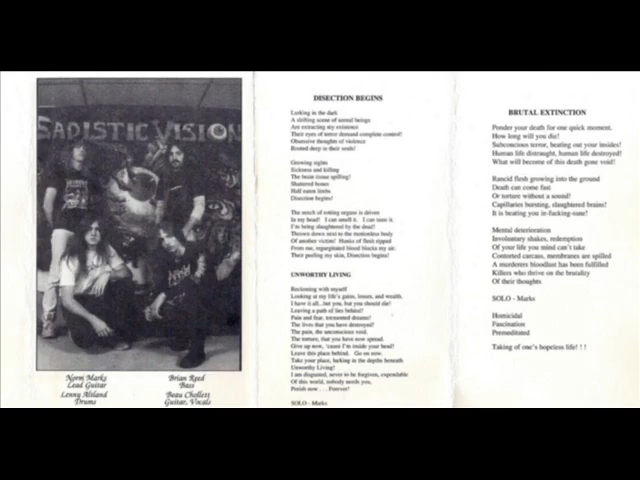 SADISTIC VISION
Norm Marks
Lead Guitar
Lenny Altland
Drums
Brian Reed
Bass
Beau Chollett
Guitar, Vocals
DISECTION BEGINS
Lurking in the dark
A shifting scene of unreal beings
Are extracting my existence
Their eyes of terror demand complete control!
Obsessive thoughts of violence
Rooted deep in their souls!
Growing sights
Sickness and killing
The brain tissue spilling!
Shattered bones
Half eaten limbs
Disection begins!
The stench of rotting organs is driven
In my head! I can smell it. I can taste it
I'm being slaughtered by the dead!
Thrown down next to the motionless body
Of another victim! Hunks of flesh ripped
From me, regurgitated blood blocks my air.
Their peeling my skin, Disection begins!
UNWORTHY LIVING
Reckoning with myself
Looking at my life's gains, losses, and wealth.
I have it all...but you, but you should die!
Leaving a path of lies behind!
Pain and fear, tormented dreams!
The lives that you have destroyed!
The pain, the unconscious void.
The torture, that you have now spread.
Give up now, 'cause I'm inside your head!
Leave this place behind. Go on now.
Take your place, lurking in the depths beneath
Unworthy Living!
I am disgusted, never to be forgiven, expendable
Of this world, nobody needs you,
Perish now . . . Forever!
SOLO - Marks
BRUTAL EXTINCTION
Ponder your death for one quick moment.
How long will you die!
Subconscious terror, beating out your insides!
Human life distraught, human life destroyed!
What will become of this death gone void!
Rancid flesh growing into the ground
Death can come fast
Or torture without a sound!
Capillaries bursting, slaughtered brains!
It is beating you in-fucking-sane!
Mental deterioration
Involuntary shakes, redemption
Of your life you mind can't take
Contorted carcass, membranes are spilled
A murderers bloodlust has been fulfilled
Killers who thrive on the brutality
Of their thoughts
SOLO - Marks
Homicidal
Fascination
Premeditated
Taking of one's hopeless life! ! !